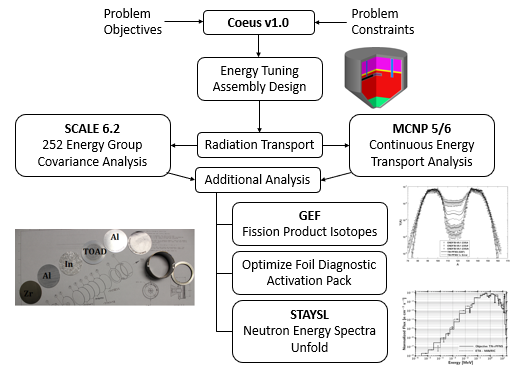 Problem
Objectives
Coeus v1.0
Problem
Constraints
Energy Tuning
Assembly Design
SCALE 6.2
252 Energy Group
Covariance Analysis
Radiation Transport
MCNP 5/6
Continuous Energy
Transport Analysis
Additional Analysis
GEF
Fission Product Isotopes
Optimize Foil Diagnostic
Activation Pack
STAYSL
Neutron Energy Spectra
Unfold
Al
TOAD
In
Al
Zr
Energy [MeV]